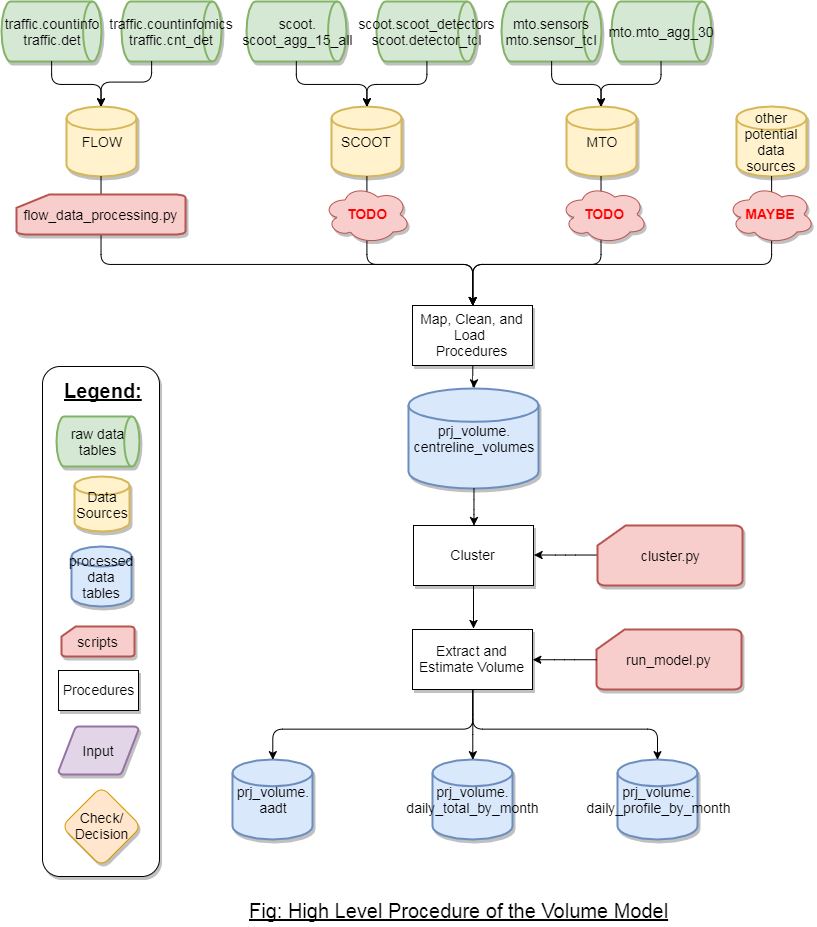 traffic.countinfo
traffic.det
traffic.countinfomics
traffic.cnt_det
scoot.
scoot_agg_15_all
scoot.scoot_detectors
scoot.detector_tcl
mto.sensors
mto.sensor_tcl
mto.mto_agg_30
FLOW
SCOOT
MTO
other
potential
data
sources
flow_data_processing.py
TODO
TODO
MAYBE
Map, Clean, and
Load
Procedures
prj_volume.
centreline_volumes
Cluster
cluster.py
Extract and
Estimate Volume
run_model.py
prj_volume.
aadt
prj_volume.
daily_total_by_month
prj_volume.
daily_profile_by_month
Legend:
raw data
tables
Data
Sources
processed
data
tables
scripts
Procedures
Input
Check/
Decision
Fig: High Level Procedure of the Volume Model